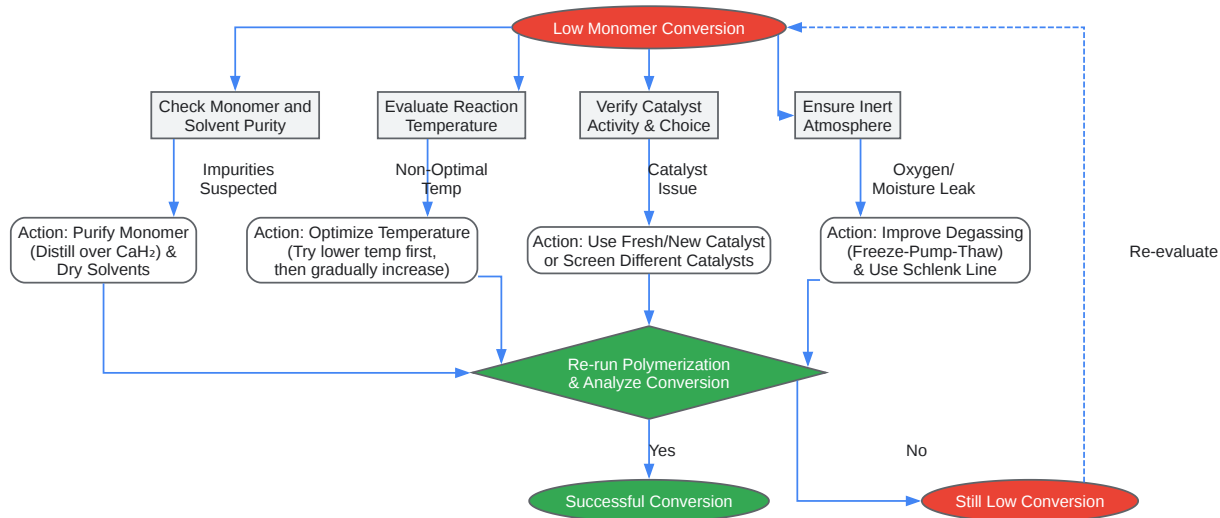 Low Monomer Conversion
Check Monomer and
Solvent Purity
Evaluate Reaction
Temperature
Verify Catalyst
Activity & Choice
Ensure Inert
Atmosphere
Impurities
Suspected
Non-Optimal
Temp
Catalyst
Issue
Oxygen/
Moisture Leak
Action: Purify Monomer
(Distill over CaH₂) &
Dry Solvents
Action: Optimize Temperature
(Try lower temp first,
then gradually increase)
Action: Use Fresh/New Catalyst
or Screen Different Catalysts
Action: Improve Degassing
(Freeze-Pump-Thaw)
& Use Schlenk Line
Re-evaluate
Re-run Polymerization
& Analyze Conversion
Yes
No
Successful Conversion
Still Low Conversion